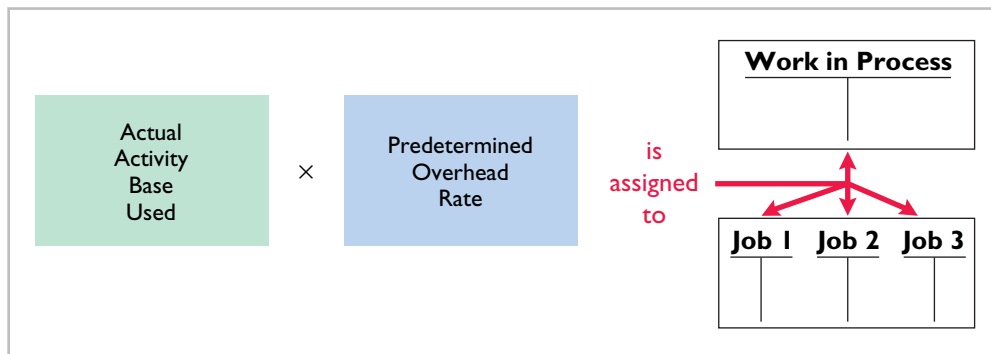 Actual
Activity
Base
Used
×
Predetermined
Overhead
Rate
is
assigned
to
Work in Process
Job 1 Job 2 Job 3